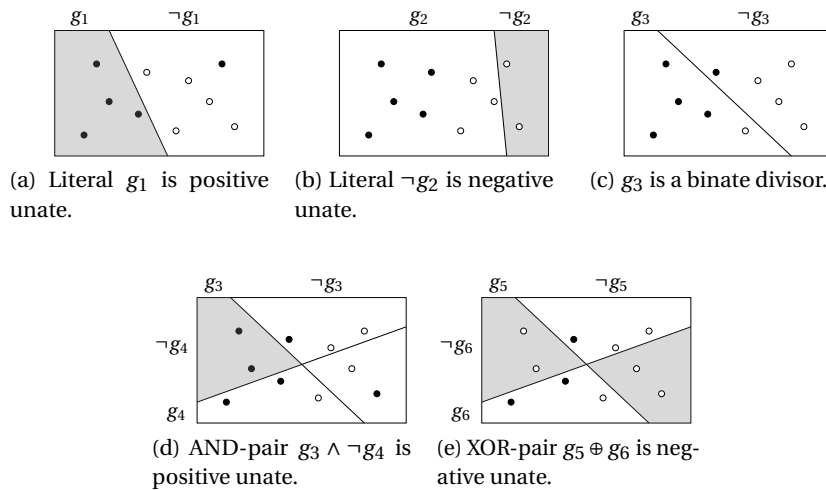 g₁ ¬g₁
g₂ ¬g₂
g₃ ¬g₃
(a) Literal g₁ is positive
unate.
(b) Literal ¬g₂ is negative
unate.
(c) g₃ is a binate divisor.
g₃ ¬g₃
¬g₄
g₄
g₅ ¬g₅
¬g₆
g₆
(d) AND-pair g₃ ∧ ¬g₄ is
positive unate.
(e) XOR-pair g₅ ⊕ g₆ is neg-
ative unate.